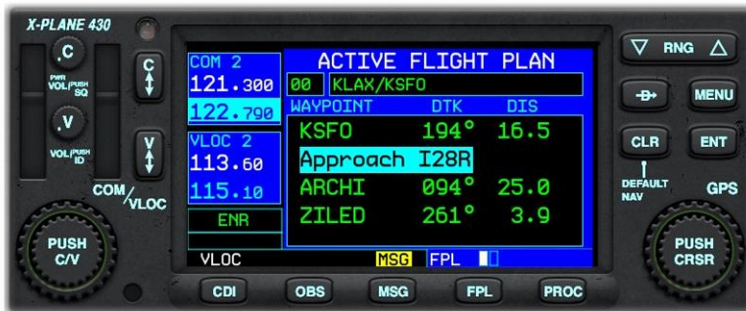 X-PLANE 430
.C
PWR
VOL/PUSH
SQ
.V
VOL/PUSH
ID
C
V
COM/VLOC
PUSH
C/V
COM 2
121.300
122.790
VLOC 2
113.60
115.10
ENR
VLOC
ACTIVE FLIGHT PLAN
00 KLAX/KSFO
WAYPOINT DTK DIS
KSFO 194° 16.5
Approach I28R
ARCHI 094° 25.0
ZILED 261° 3.9
MSG FPL
CDI OBS MSG FPL PROC
RNG
D
MENU
CLR
ENT
DEFAULT
NAV
GPS
PUSH
CRSR